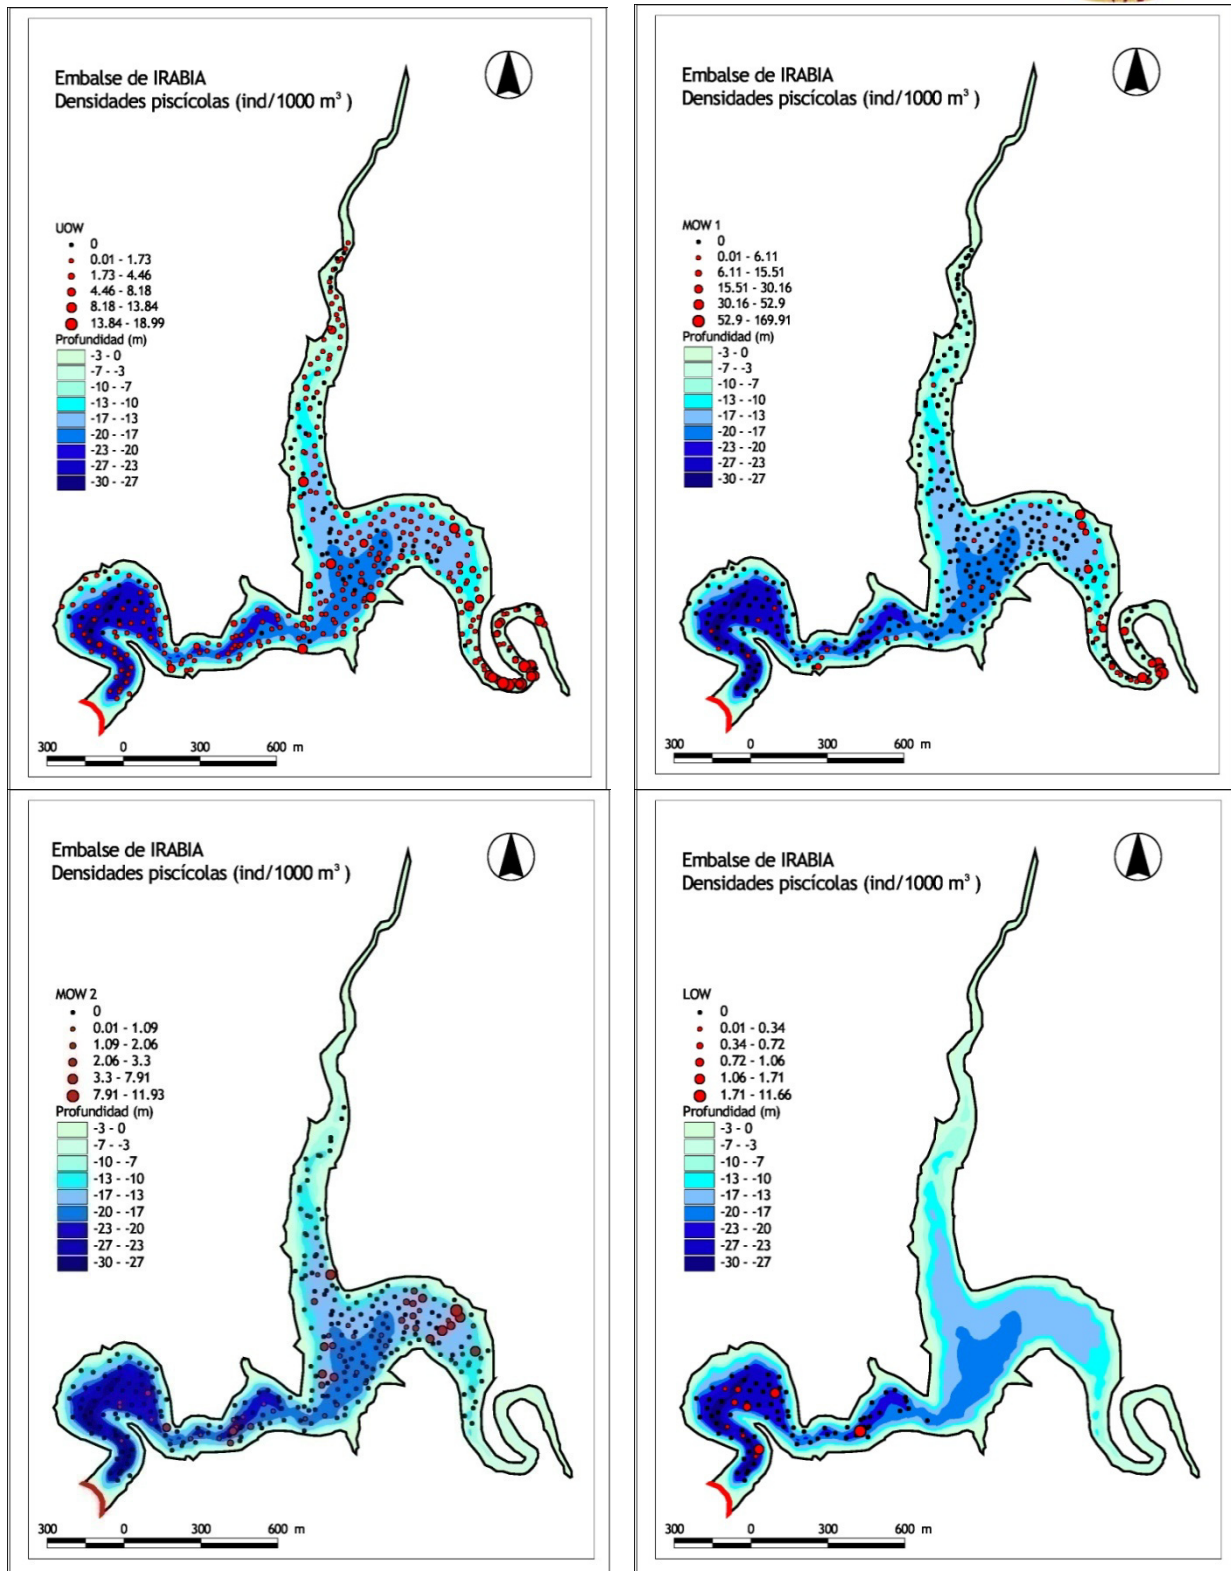 Embalse de IRABIA
Densidades piscícolas (ind/1000 m³ )
UOW
0
0.01 - 1.73
1.73 - 4.46
4.46 - 8.18
8.18 - 13.84
13.84 - 18.99
Profundidad (m)
-3 - 0
-7 - -3
-10 - -7
-13 - -10
-17 - -13
-20 - -17
-23 - -20
-27 - -23
-30 - -27
300 0 300 600 m
Embalse de IRABIA
Densidades piscícolas (ind/1000 m³ )
MOW 1
0
0.01 - 6.11
6.11 - 15.51
15.51 - 30.16
30.16 - 52.9
52.9 - 169.91
Profundidad (m)
-3 - 0
-7 - -3
-10 - -7
-13 - -10
-17 - -13
-20 - -17
-23 - -20
-27 - -23
-30 - -27
300 0 300 600 m
Embalse de IRABIA
Densidades piscícolas (ind/1000 m³ )
MOW 2
0
0.01 - 1.09
1.09 - 2.06
2.06 - 3.3
3.3 - 7.91
7.91 - 11.93
Profundidad (m)
-3 - 0
-7 - -3
-10 - -7
-13 - -10
-17 - -13
-20 - -17
-23 - -20
-27 - -23
-30 - -27
300 0 300 600 m
Embalse de IRABIA
Densidades piscícolas (ind/1000 m³ )
LOW
0
0.01 - 0.34
0.34 - 0.72
0.72 - 1.06
1.06 - 1.71
1.71 - 11.66
Profundidad (m)
-3 - 0
-7 - -3
-10 - -7
-13 - -10
-17 - -13
-20 - -17
-23 - -20
-27 - -23
-30 - -27
300 0 300 600 m